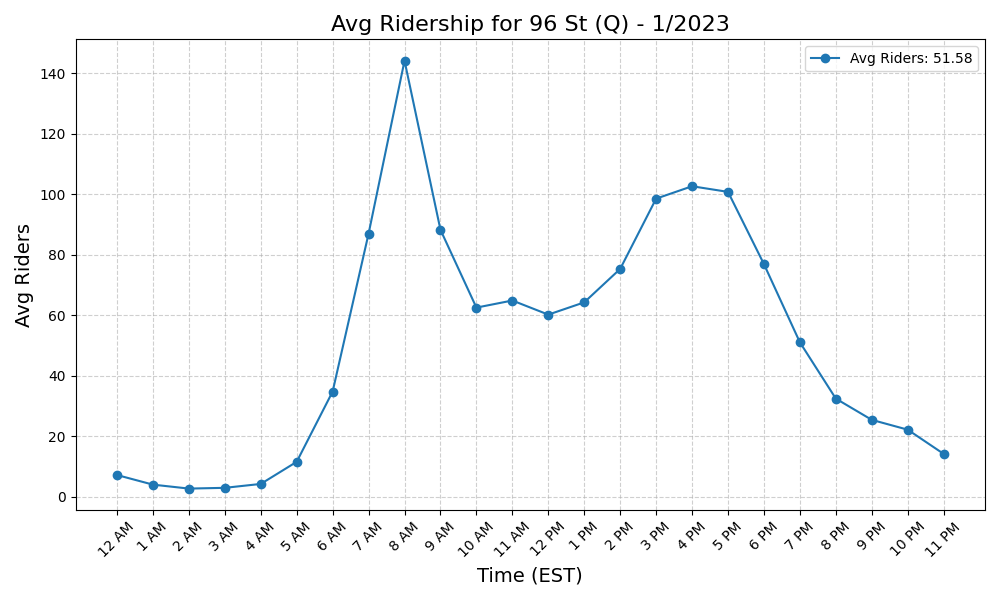 Avg Ridership for 96 St (Q) - 1/2023
Avg Riders: 51.58
Avg Riders
140
120
100
80
60
40
20
0
12 AM
1 AM
2 AM
3 AM
4 AM
5 AM
6 AM
7 AM
8 AM
9 AM
10 AM
11 AM
12 PM
1 PM
2 PM
3 PM
4 PM
5 PM
6 PM
7 PM
8 PM
9 PM
10 PM
11 PM
Time (EST)